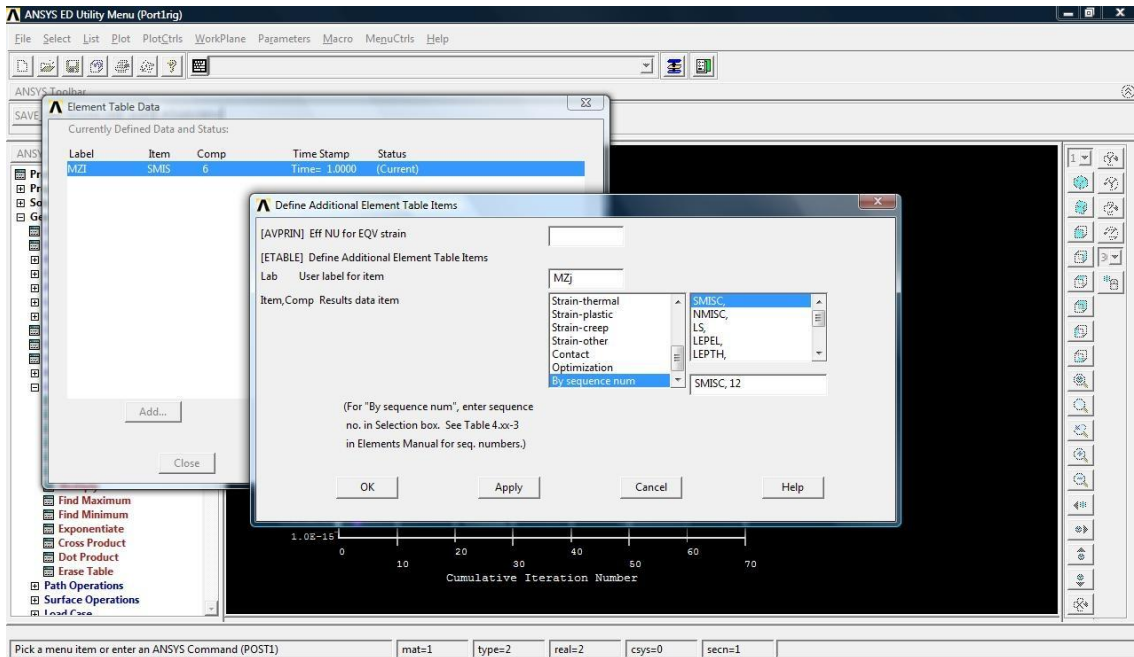 ANSYS ED Utility Menu (Port1rig)
File Select List Plot PlotCtrls WorkPlane Parameters Macro MenuCtrls Help
ANSYS Toolbar
SAVE
Element Table Data
Currently Defined Data and Status:
Label Item Comp Time Stamp Status
MZI SMIS 6 Time= 1.0000 (Current)
Add...
Close
Define Additional Element Table Items
[AVPRIN] Eff NU for EQV strain
[ETABLE] Define Additional Element Table Items
Lab User label for item MZj
Item,Comp Results data item
Strain-thermal
Strain-plastic
Strain-creep
Strain-other
Contact
Optimization
By sequence num
SMISC,
NMISC,
LS,
LEPEL,
LEPTH,
SMISC, 12
(For "By sequence num", enter sequence
no. in Selection box. See Table 4.xx-3
in Elements Manual for seq. numbers.)
OK Apply Cancel Help
Find Maximum
Find Minimum
Exponentiate
Cross Product
Dot Product
Erase Table
Path Operations
Surface Operations
Load Case
1.0E-15
0 20 40 60
10 30 50 70
Cumulative Iteration Number
1
Pick a menu item or enter an ANSYS Command (POST1) mat=1 type=2 real=2 csys=0 secn=1